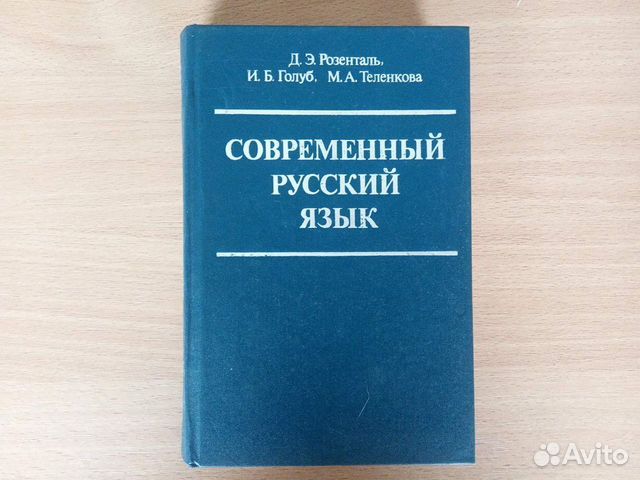 Д. Э. Розенталь,
И. Б. Голуб, М. А. Теленкова
СОВРЕМЕННЫЙ
РУССКИЙ
ЯЗЫК
Avito